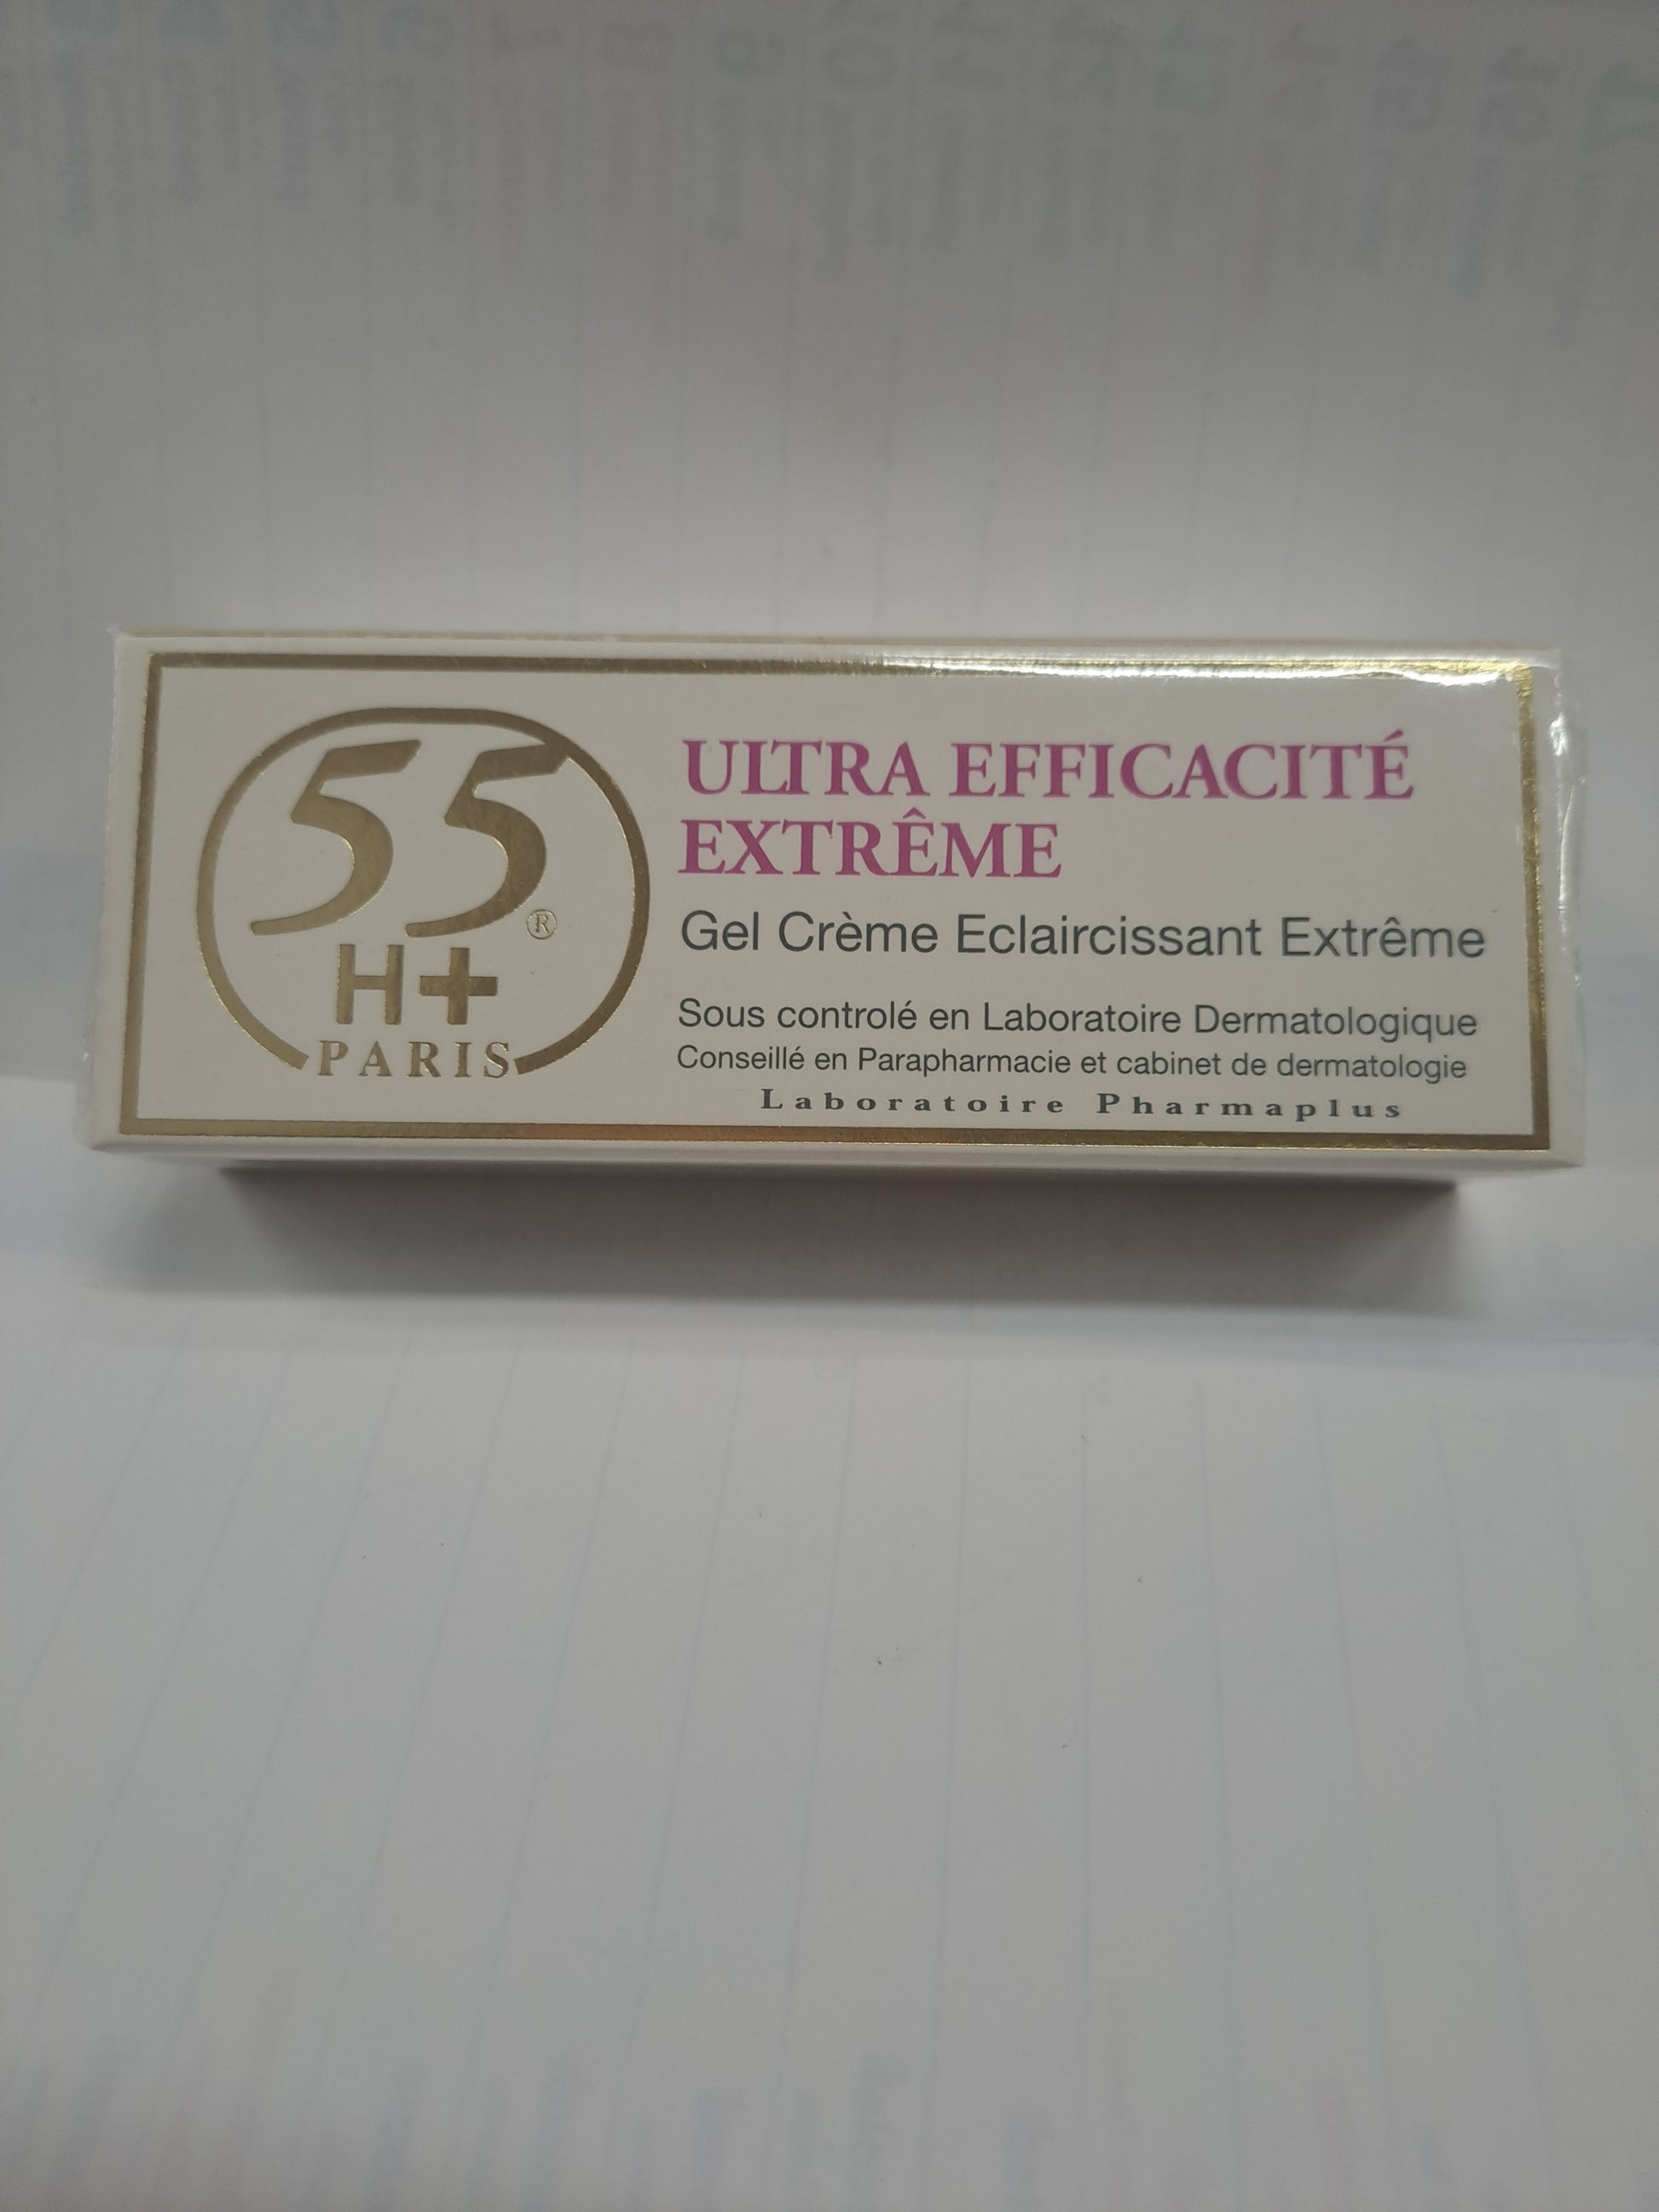 55®
H+
PARIS
ULTRA EFFICACITÉ
EXTRÊME
Gel Crème Eclaircissant Extrême
Sous controlé en Laboratoire Dermatologique
Conseillé en Parapharmacie et cabinet de dermatologie
Laboratoire Pharmaplus